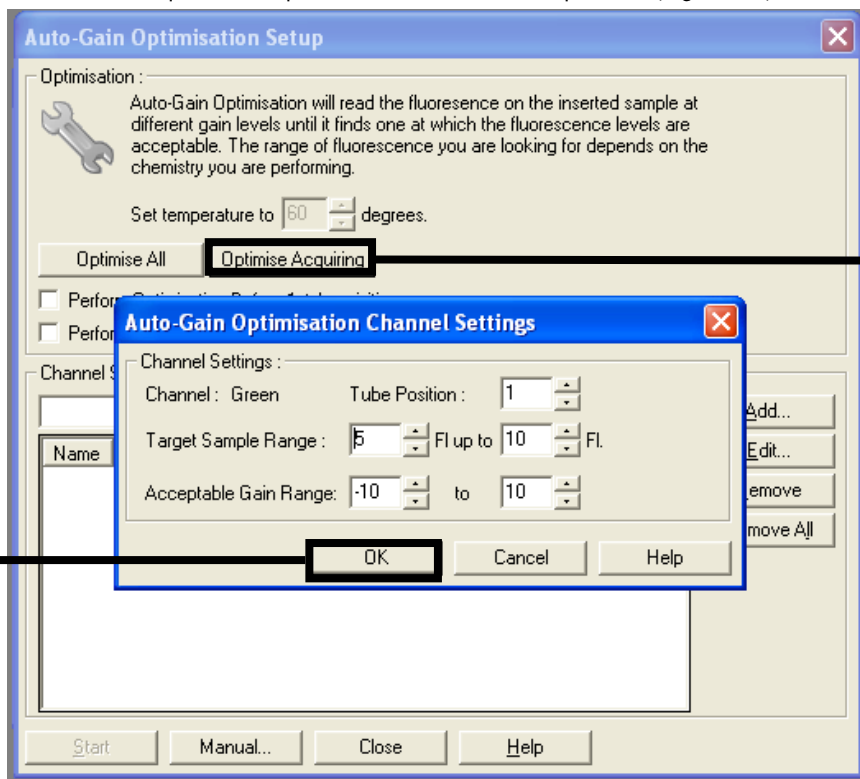 Auto-Gain Optimisation Setup
Optimisation :
Auto-Gain Optimisation will read the fluoresence on the inserted sample at
different gain levels until it finds one at which the fluorescence levels are
acceptable. The range of fluorescence you are looking for depends on the
chemistry you are performing.
Set temperature to 60 degrees.
Optimise All Optimise Acquiring
Auto-Gain Optimisation Channel Settings
Channel Settings :
Channel : Green Tube Position : 1
Target Sample Range : 5 Fl up to 10 Fl.
Acceptable Gain Range: -10 to 10
OK Cancel Help
Channel
Name
Add...
Edit...
emove
move All
Start Manual... Close Help